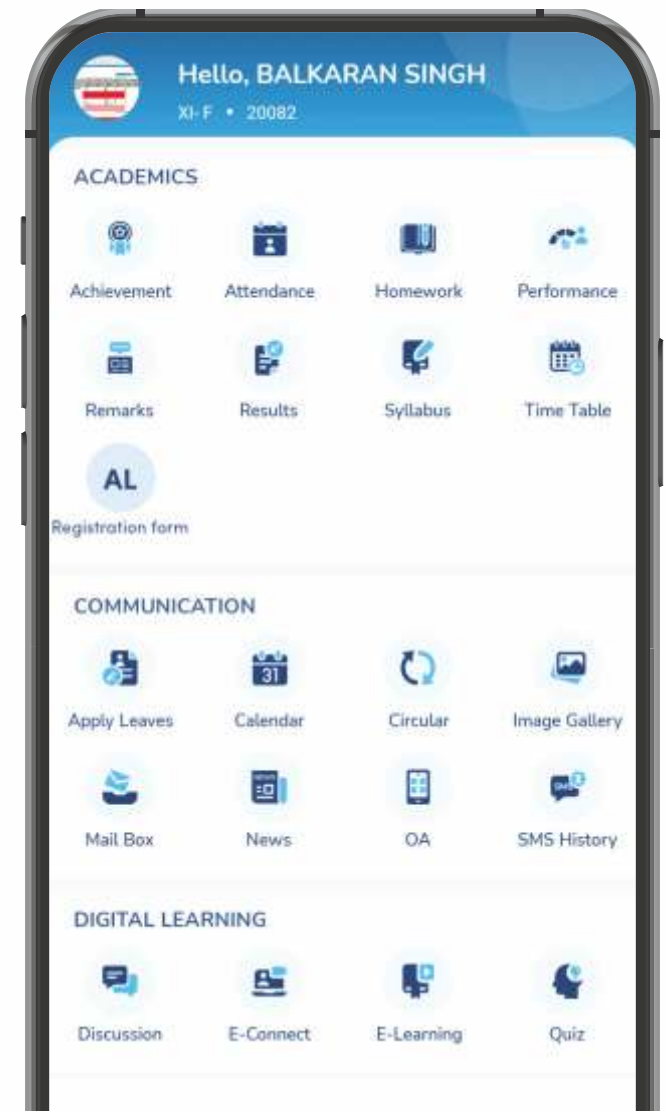 Hello, BALKARAN SINGH
XI- F • 20082
ACADEMICS
Achievement Attendance Homework Performance
Remarks Results Syllabus Time Table
AL
Registration form
COMMUNICATION
31
Apply Leaves Calendar Circular Image Gallery
NEWS
SMS
Mail Box News OA SMS History
DIGITAL LEARNING
Discussion E-Connect E-Learning Quiz